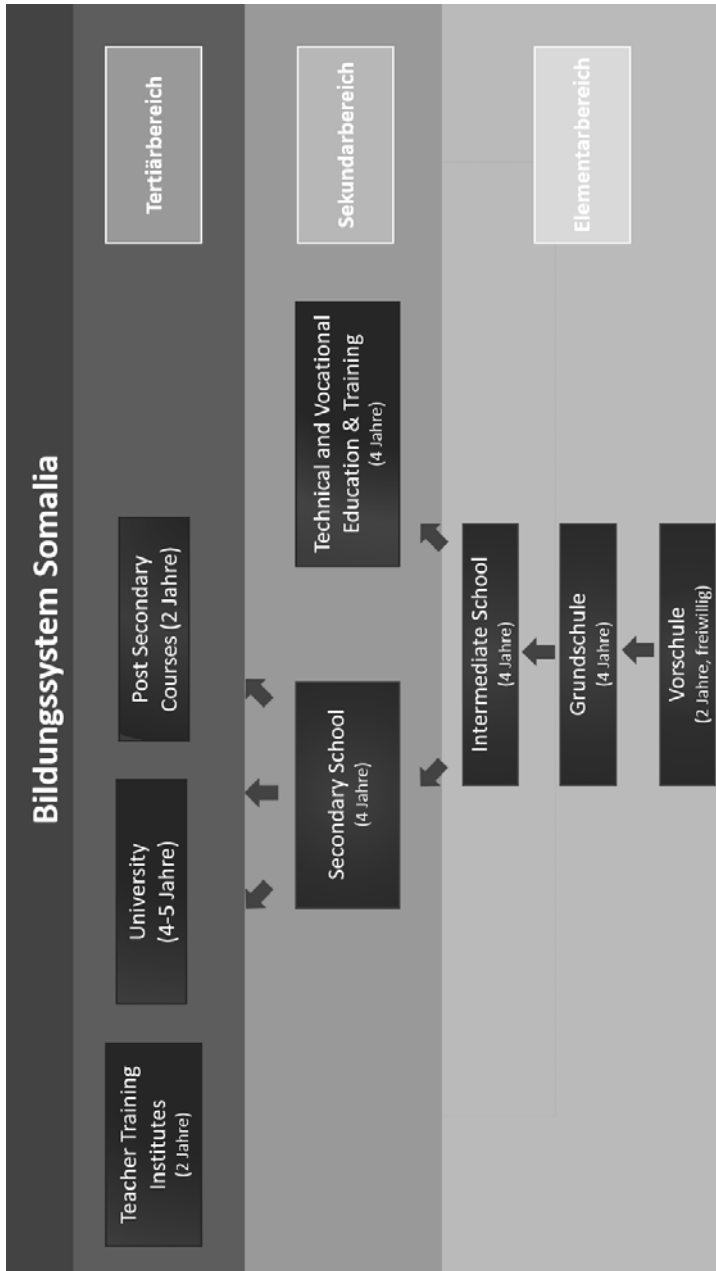 Bildungssystem Somalia
Teacher Training
Institutes
(2 Jahre)
University
(4-5 Jahre)
Post Secondary
Courses (2 Jahre)
Tertiärbereich
Secondary School
(4 Jahre)
Technical and Vocational
Education & Training
(4 Jahre)
Sekundarbereich
Intermediate School
(4 Jahre)
Grundschule
(4 Jahre)
Vorschule
(2 Jahre, freiwillig)
Elementarbereich